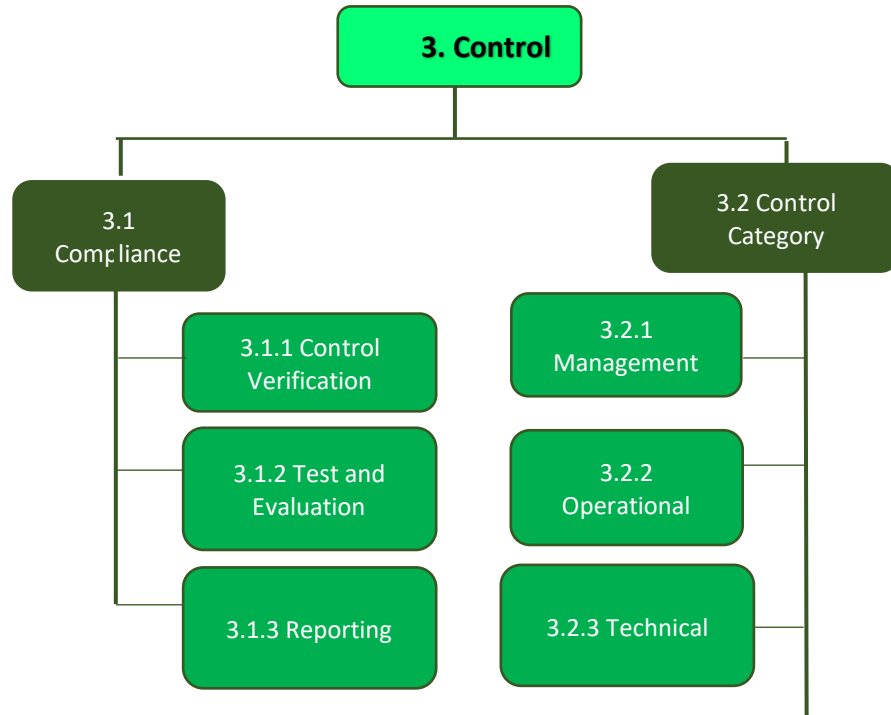 3. Control
3.1
Compliance
3.2 Control
Category
3.1.1 Control
Verification
3.1.2 Test and
Evaluation
3.1.3 Reporting
3.2.1
Management
3.2.2
Operational
3.2.3 Technical